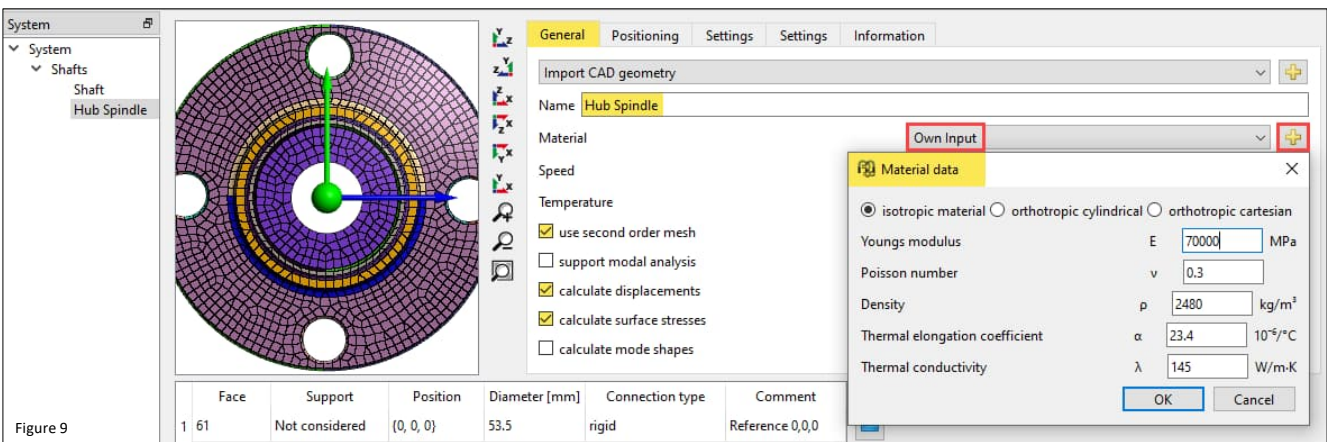 System
System
Shafts
Shaft
Hub Spindle
Figure 9
Y z
z Y
Z x
z x
Y x
Y x
General Positioning Settings Settings Information
Import CAD geometry
Name Hub Spindle
Material Own Input
Speed
Temperature
use second order mesh
support modal analysis
calculate displacements
calculate surface stresses
calculate mode shapes
Material data
isotropic material orthotropic cylindrical orthotropic cartesian
Youngs modulus E 70000 MPa
Poisson number ν 0.3
Density ρ 2480 kg/m³
Thermal elongation coefficient α 23.4 10⁻⁶/°C
Thermal conductivity λ 145 W/m·K
OK Cancel
Face Support Position Diameter [mm] Connection type Comment
1 61 Not considered {0, 0, 0} 53.5 rigid Reference 0,0,0